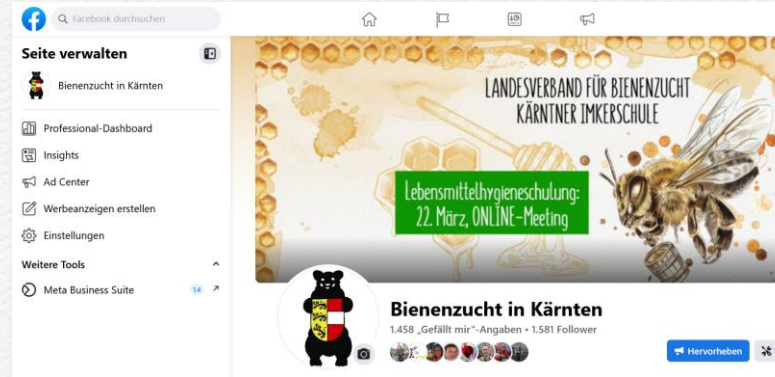 Facebook durchsuchen
Seite verwalten
Bienenzucht in Kärnten
Professional-Dashboard
Insights
Ad Center
Werbeanzeigen erstellen
Einstellungen
Weitere Tools
Meta Business Suite 14
LANDESVERBAND FÜR BIENENZUCHT
KÄRNTNER IMKERSCHULE
Lebensmittelhygieneschulung:
22. März, ONLINE-Meeting
Bienenzucht in Kärnten
1.458 „Gefällt mir"-Angaben • 1.581 Follower
Hervorheben